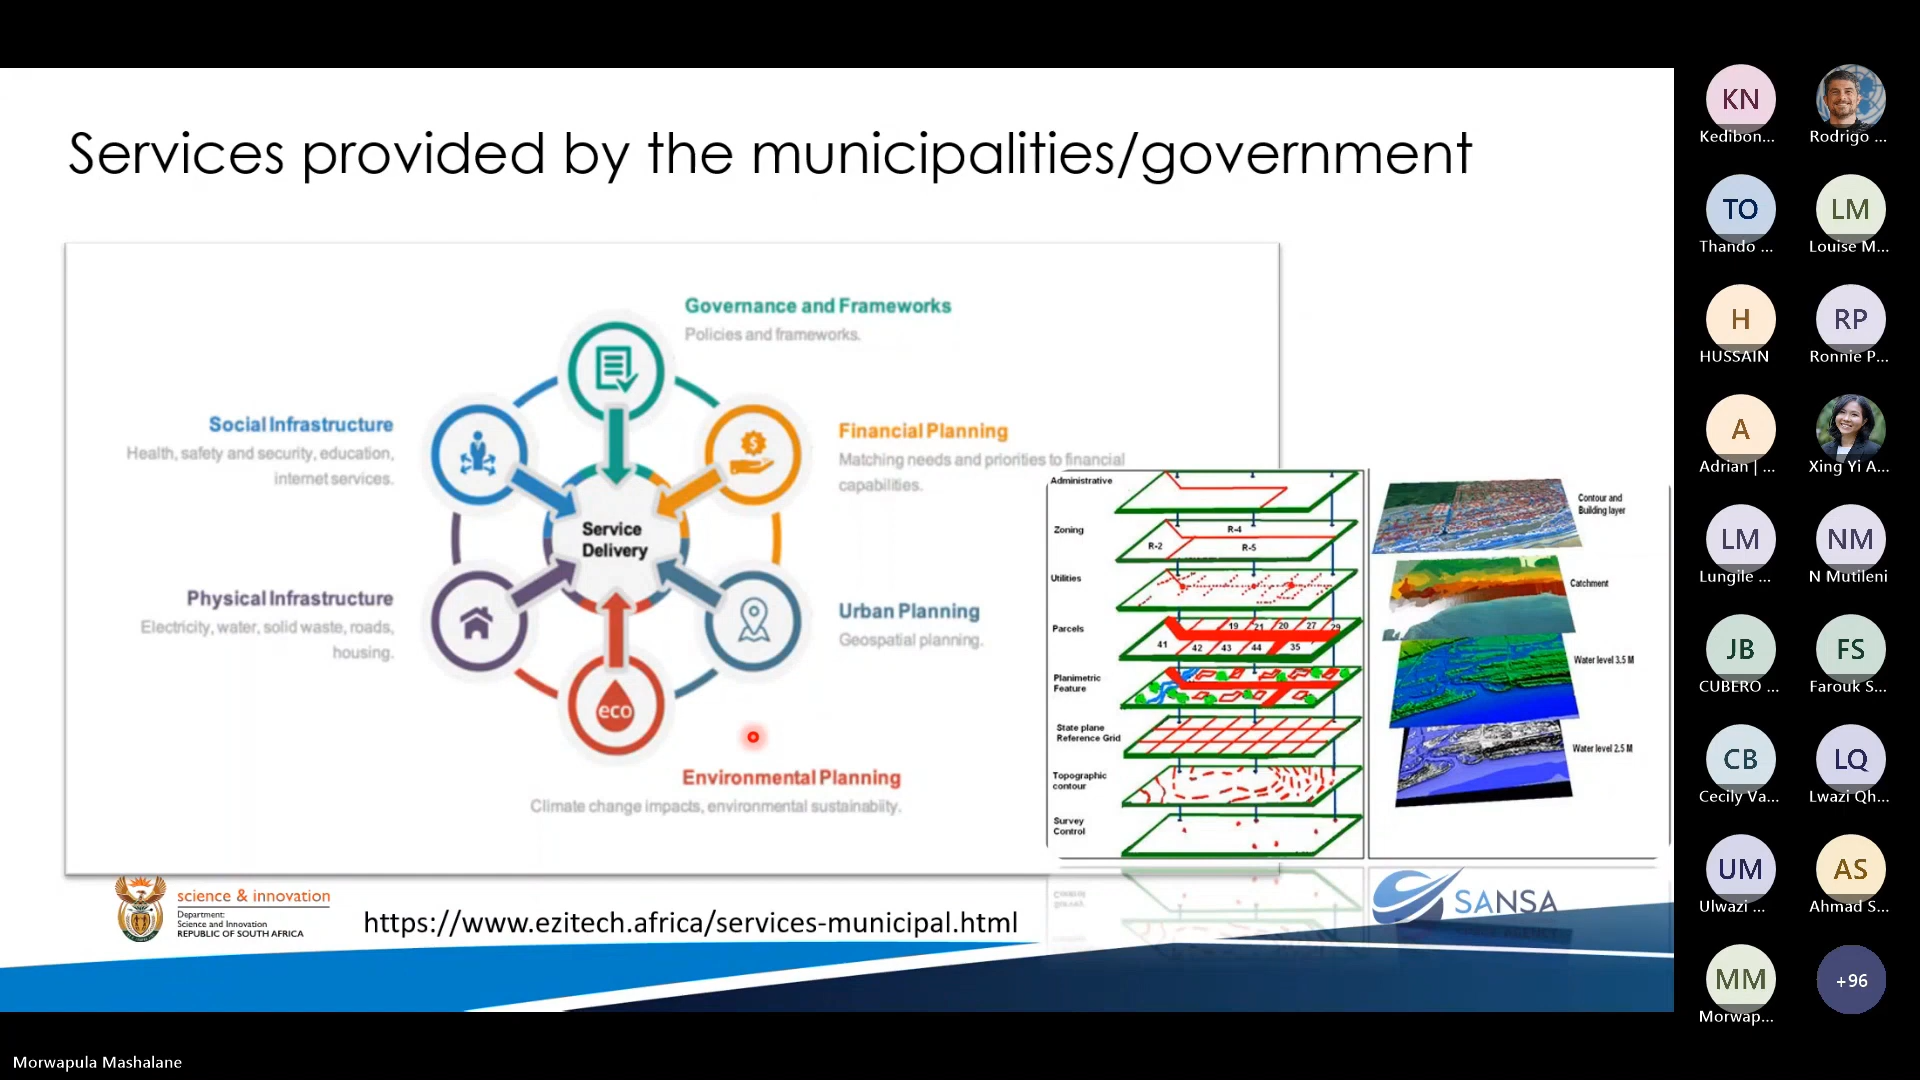 Services provided by the municipalities/government
Governance and Frameworks
Policies and frameworks.
Social Infrastructure
Health, safety and security, education,
internet services.
Financial Planning
Matching needs and priorities to financial
capabilities.
Service
Delivery
Physical Infrastructure
Electricity, water, solid waste, roads,
housing.
Urban Planning
Geospatial planning.
eco
Environmental Planning
Climate change impacts, environmental sustainabiity.
Administrative
Zoning
R-4
R-2
R-5
Utilities
Parcels
19 21 20 27 29
41 42 43 44 35
Planimetric
Feature
State plane
Reference Grid
Topographic
contour
Survey
Control
Contour and
Building layer
Catchment
Water level 3.5 M
Water level 2.5 M
science & innovation
Department:
Science and Innovation
REPUBLIC OF SOUTH AFRICA
https://www.ezitech.africa/services-municipal.html
SANSA
KN
Kedibon...
Rodrigo ...
TO
Thando ...
LM
Louise M...
H
HUSSAIN
RP
Ronnie P...
A
Adrian | ...
Xing Yi A...
LM
Lungile ...
NM
N Mutileni
JB
CUBERO ...
FS
Farouk S...
CB
Cecily Va...
LQ
Lwazi Qh...
UM
Ulwazi ...
AS
Ahmad S...
MM
Morwap...
+96
Morwapula Mashalane